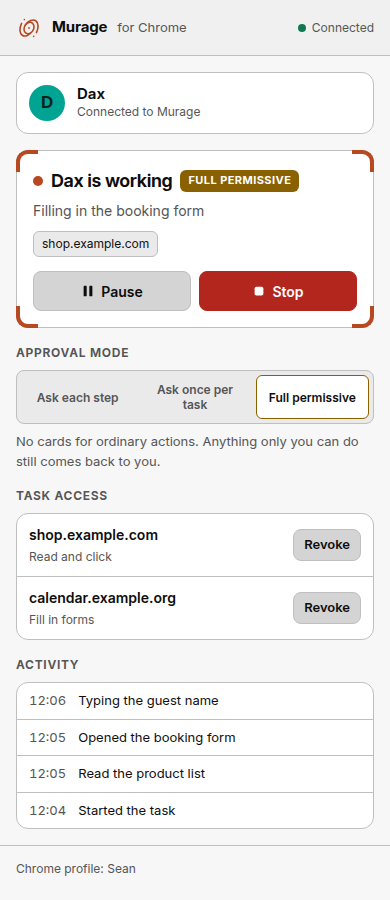 Murage for Chrome
Connected
D
Dax
Connected to Murage
Dax is working
FULL PERMISSIVE
Filling in the booking form
shop.example.com
Pause
Stop
APPROVAL MODE
Ask each step
Ask once per
task
Full permissive
No cards for ordinary actions. Anything only you can do
still comes back to you.
TASK ACCESS
shop.example.com
Read and click
Revoke
calendar.example.org
Fill in forms
Revoke
ACTIVITY
12:06 Typing the guest name
12:05 Opened the booking form
12:05 Read the product list
12:04 Started the task
Chrome profile: Sean